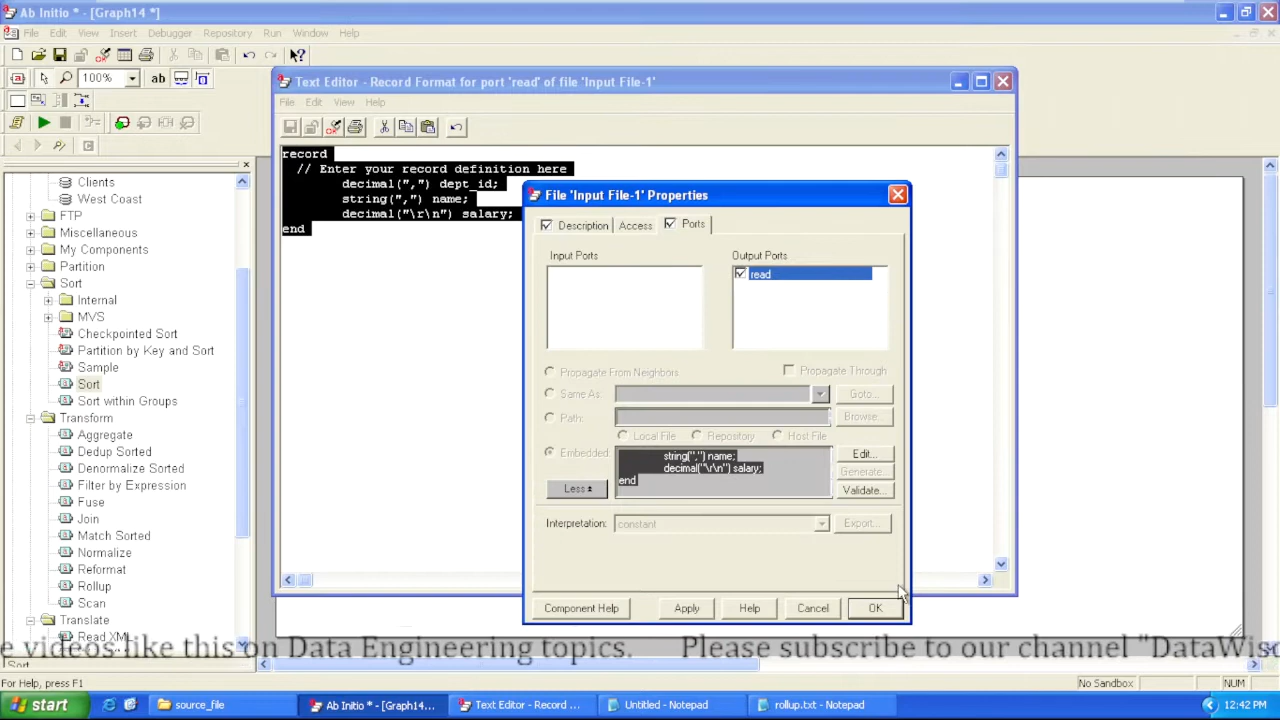 Ab Initio * - [Graph14 *]
File Edit View Insert Debugger Repository Run Window Help
100%
ab
Text Editor - Record Format for port 'read' of file 'Input File-1'
File Edit View Help
record
// Enter your record definition here
decimal(",") dept_id;
string(",") name;
decimal("\r\n") salary;
end
Clients
West Coast
FTP
Miscellaneous
My Components
Partition
Sort
Internal
MVS
Checkpointed Sort
Partition by Key and Sort
Sample
Sort
Sort within Groups
Transform
Aggregate
Dedup Sorted
Denormalize Sorted
Filter by Expression
Fuse
Join
Match Sorted
Normalize
Reformat
Rollup
Scan
Translate
Read XML
File 'Input File-1' Properties
Description Access Ports
Input Ports Output Ports
read
Propagate From Neighbors Propagate Through
Same As: Goto...
Path: Browse...
Local File Repository Host File
Embedded: string(",") name; Edit...
decimal("\r\n") salary; Generate...
end
Less Validate...
Interpretation: constant Export...
Component Help Apply Help Cancel OK
e videos like this on Data Engineering topics. Please subscribe to our channel "DataWis
For Help, press F1 No Sandbox NUM
start source_file Ab Initio * - [Graph14... Text Editor - Record ... Untitled - Notepad rollup.txt - Notepad 12:42 PM